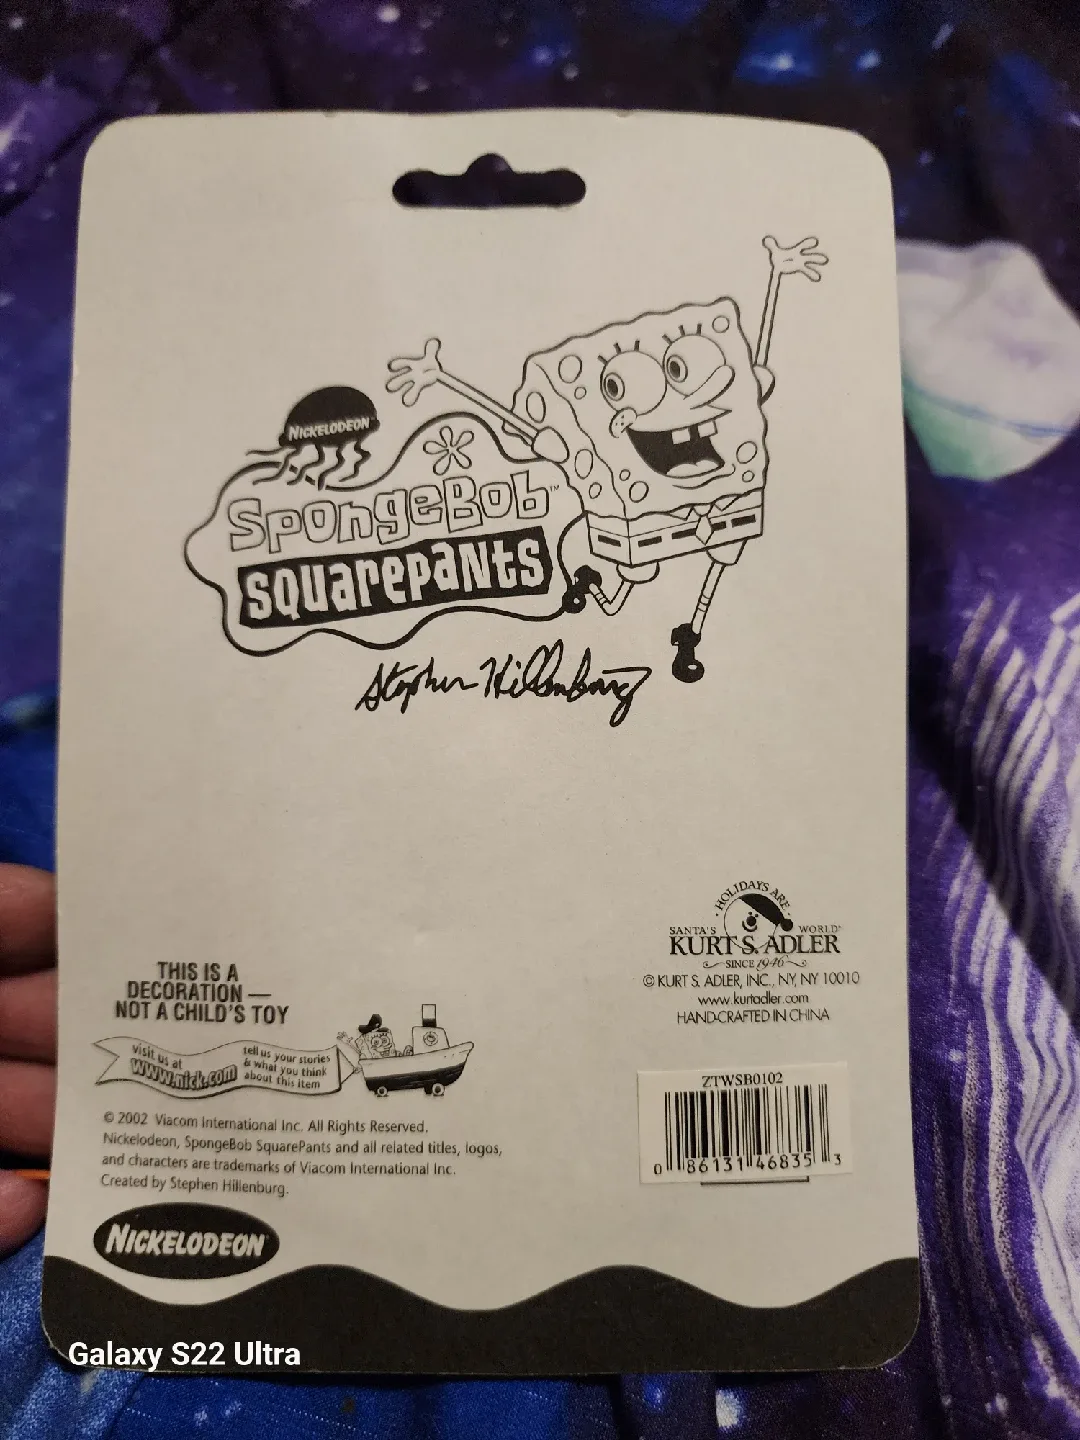 NICKELODEON
SPONGEBOB™
SQUAREPANTS
Stephen Hillenburg
HOLIDAYS ARE
SANTA'S WORLD
KURT S. ADLER
SINCE 1946
© KURT S. ADLER, INC., NY, NY 10010
www.kurtadler.com
HAND-CRAFTED IN CHINA
THIS IS A
DECORATION —
NOT A CHILD'S TOY
visit us at
www.nick.com
tell us your stories
& what you think
about this item
© 2002 Viacom International Inc. All Rights Reserved.
Nickelodeon, SpongeBob SquarePants and all related titles, logos,
and characters are trademarks of Viacom International Inc.
Created by Stephen Hillenburg.
ZTWSB0102
0 86131 46835 3
NICKELODEON
Galaxy S22 Ultra